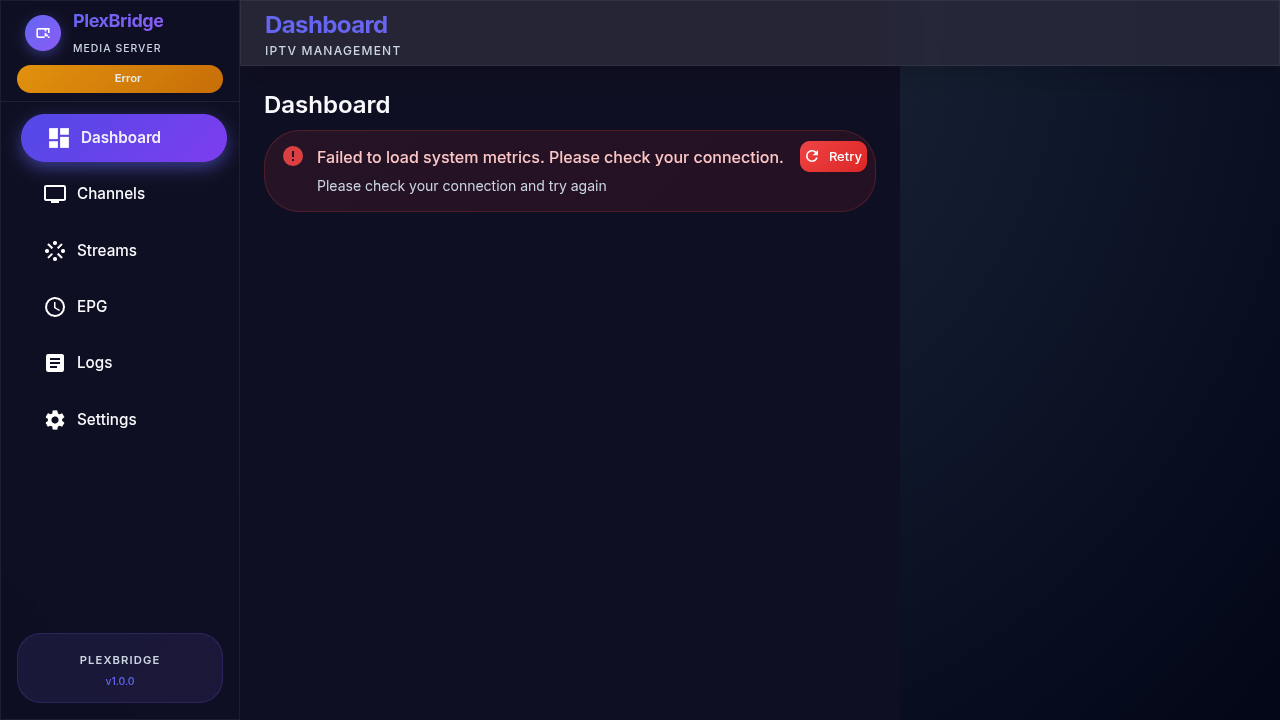 PlexBridge
MEDIA SERVER
Error
Dashboard
Channels
Streams
EPG
Logs
Settings
PLEXBRIDGE
v1.0.0
Dashboard
IPTV MANAGEMENT
Dashboard
Failed to load system metrics. Please check your connection.
Please check your connection and try again
Retry